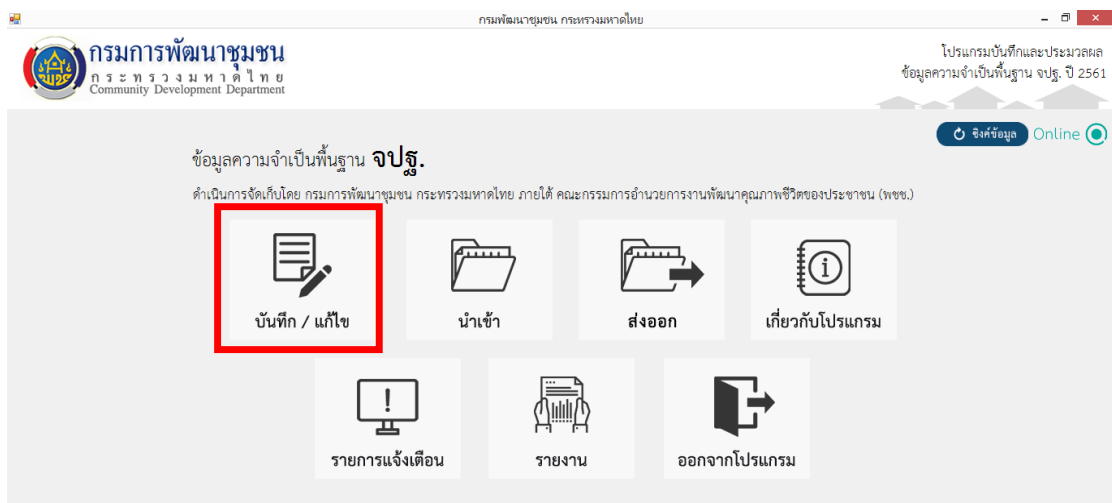 กรมพัฒนาชุมชน กระทรวงมหาดไทย
กรมการพัฒนาชุมชน
กระทรวงมหาดไทย
Community Development Department
โปรแกรมบันทึกและประมวลผล
ข้อมูลความจำเป็นพื้นฐาน จปฐ. ปี 2561
ซิงค์ข้อมูล Online
ข้อมูลความจำเป็นพื้นฐาน จปฐ.
ดำเนินการจัดเก็บโดย กรมการพัฒนาชุมชน กระทรวงมหาดไทย ภายใต้ คณะกรรมการอำนวยการงานพัฒนาคุณภาพชีวิตของประชาชน (พชช.)
บันทึก / แก้ไข
นำเข้า
ส่งออก
เกี่ยวกับโปรแกรม
รายการแจ้งเตือน
รายงาน
ออกจากโปรแกรม